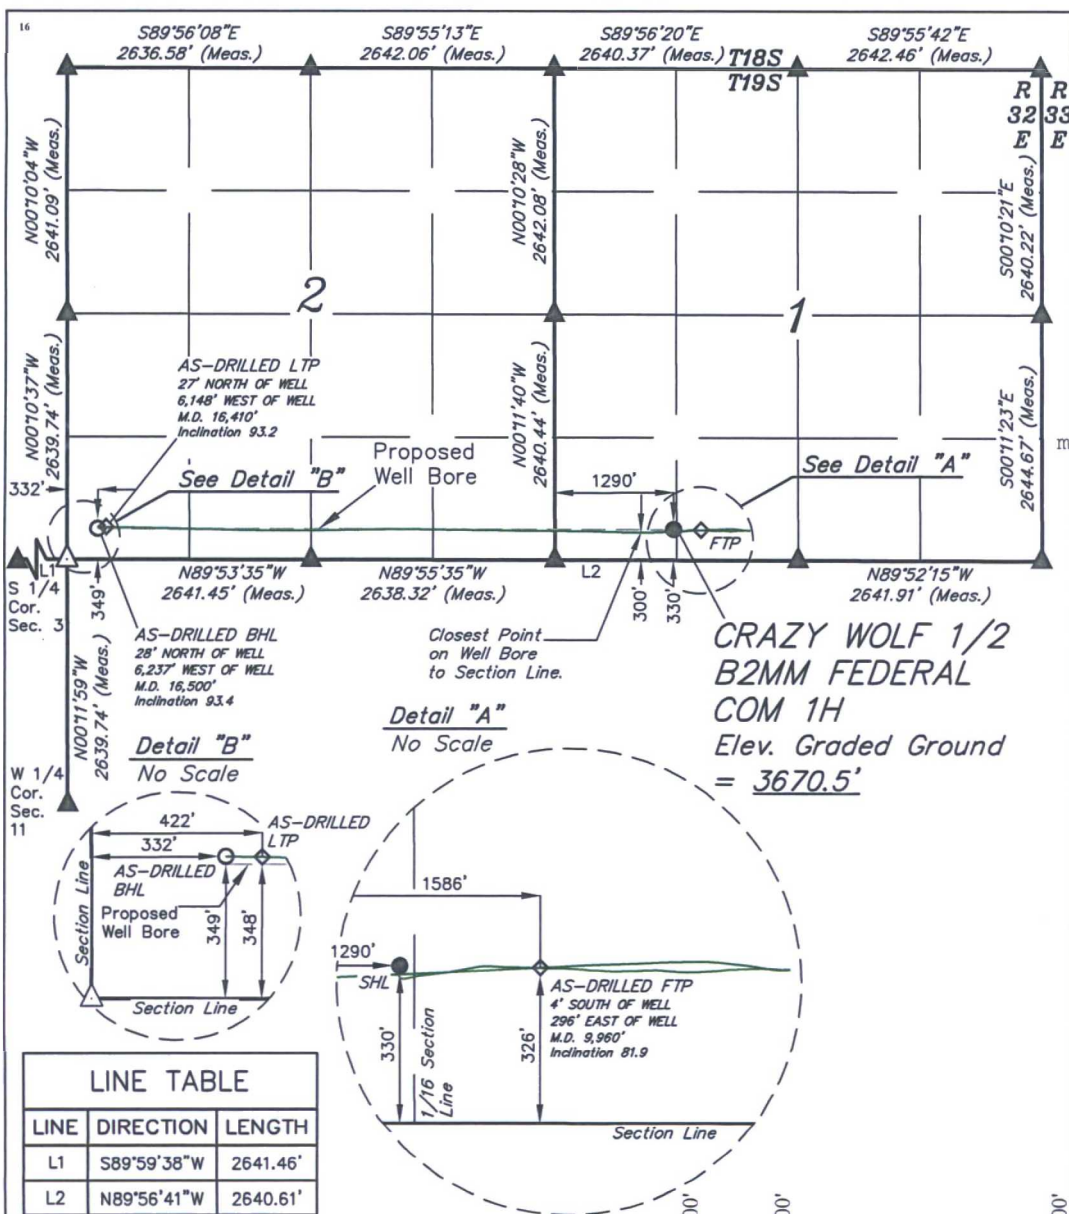 16
S89°56'08"E
2636.58' (Meas.)
S89°55'13"E
2642.06' (Meas.)
S89°56'20"E
2640.37' (Meas.)
S89°55'42"E
2642.46' (Meas.)
T18S
T19S
R R
32 33
E E
N00°10'04"W
2641.09' (Meas.)
N00°10'28"W
2642.08' (Meas.)
S00°10'21"E
2640.22' (Meas.)
2
1
N00°10'37"W
2639.74' (Meas.)
AS-DRILLED LTP
27' NORTH OF WELL
6,148' WEST OF WELL
M.D. 16,410'
Inclination 93.2
N00°11'40"W
2640.44' (Meas.)
S00°11'23"E
2644.67' (Meas.)
m
Proposed
Well Bore
See Detail "B"
See Detail "A"
332'
1290'
FTP
L1
S 1/4
Cor.
Sec. 3
349'
N89°53'35"W
2641.45' (Meas.)
N89°55'35"W
2638.32' (Meas.)
L2
300'
330'
N89°52'15"W
2641.91' (Meas.)
AS-DRILLED BHL
28' NORTH OF WELL
6,237' WEST OF WELL
M.D. 16,500'
Inclination 93.4
Closest Point
on Well Bore
to Section Line.
CRAZY WOLF 1/2
B2MM FEDERAL
COM 1H
Elev. Graded Ground
= 3670.5'
N00°11'59"W
2639.74' (Meas.)
W 1/4
Cor.
Sec.
11
Detail "B"
No Scale
Detail "A"
No Scale
422'
332'
AS-DRILLED
LTP
AS-DRILLED
BHL
Proposed
Well Bore
349'
348'
Section Line
Section Line
1586'
1290'
SHL
AS-DRILLED FTP
4' SOUTH OF WELL
296' EAST OF WELL
M.D. 9,960'
Inclination 81.9
330'
1/16 Section
Line
326'
Section Line
LINE TABLE
LINE DIRECTION LENGTH
L1 S89°59'38"W 2641.46'
L2 N89°56'41"W 2640.61'
00'
00'
00'